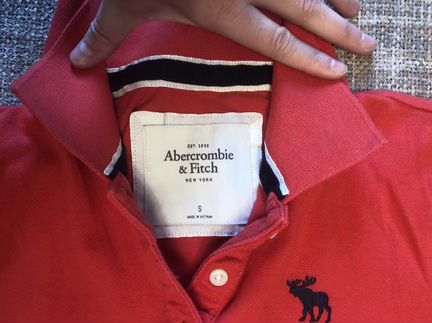 EST. 1892
Abercrombie
& Fitch
NEW YORK
S
MADE IN VIETNAM